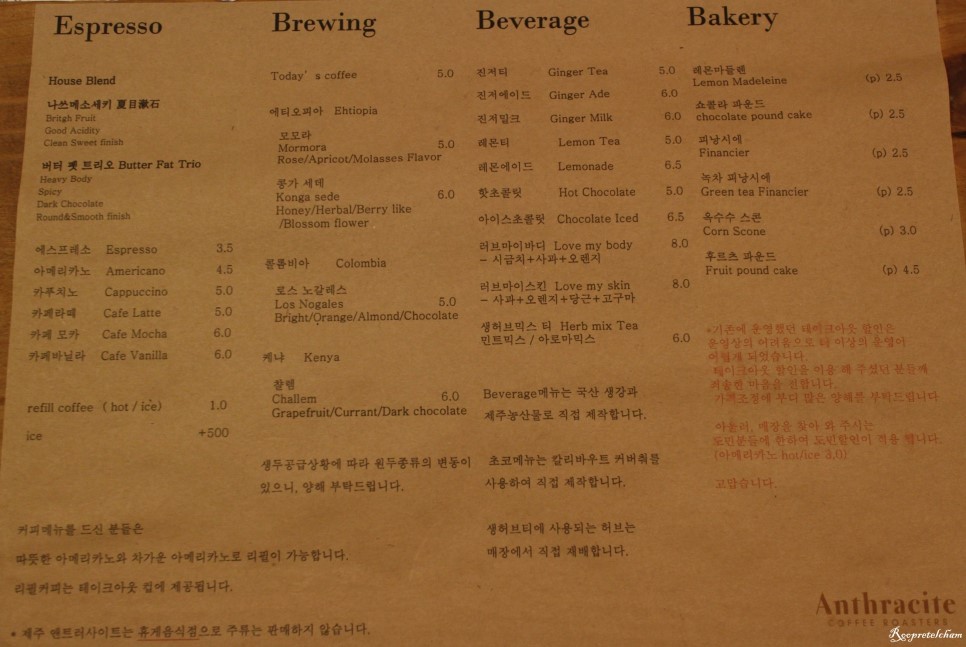 Espresso
House Blend
나쓰메소세키 夏目漱石
Brigth Fruit
Good Acidity
Clean Sweet finish
버터 펫 트리오 Butter Fat Trio
Heavy Body
Spicy
Dark Chocolate
Round&Smooth finish
에스프레소 Espresso 3.5
아메리카노 Americano 4.5
카푸치노 Cappuccino 5.0
카페라떼 Cafe Latte 5.0
카페 모카 Cafe Mocha 6.0
카페바닐라 Cafe Vanilla 6.0
refill coffee ( hot / ice) 1.0
ice +500
커피메뉴를 드신 분들은
따뜻한 아메리카노와 차가운 아메리카노로 리필이 가능합니다.
리필커피는 테이크아웃 컵에 제공됩니다.
* 제주 앤트러사이트는 휴게음식점으로 주류는 판매하지 않습니다.
Brewing
Today's coffee 5.0
에티오피아 Ehtiopia
모모라
Mormora 5.0
Rose/Apricot/Molasses Flavor
콩가 세데
Konga sede 6.0
Honey/Herbal/Berry like
/Blossom flower
콜롬비아 Colombia
로스 노갈레스
Los Nogales 5.0
Bright/Orange/Almond/Chocolate
케냐 Kenya
찰렘
Challem 6.0
Grapefruit/Currant/Dark chocolate
생두공급상황에 따라 원두종류의 변동이
있으니, 양해 부탁드립니다.
Beverage
진저티 Ginger Tea 5.0
진저에이드 Ginger Ade 6.0
진저밀크 Ginger Milk 6.0
레몬티 Lemon Tea 5.0
레몬에이드 Lemonade 6.5
핫초콜릿 Hot Chocolate 5.0
아이스초콜릿 Chocolate Iced 6.5
러브마이바디 Love my body 8.0
- 시금치+사과+오렌지
러브마이스킨 Love my skin 8.0
- 사과+오렌지+당근+고구마
생허브믹스 티 Herb mix Tea
민트믹스 / 아로마믹스 6.0
Beverage메뉴는 국산 생강과
제주농산물로 직접 제작합니다.
초코메뉴는 칼리바우트 커버춰를
사용하여 직접 제작합니다.
생허브티에 사용되는 허브는
매장에서 직접 재배합니다.
Bakery
레몬마들렌
Lemon Madeleine (p) 2.5
쇼콜라 파운드
chocolate pound cake (p) 2.5
피낭시에
Financier (p) 2.5
녹차 피낭시에
Green tea Financier (p) 2.5
옥수수 스콘
Corn Scone (p) 3.0
후르츠 파운드
Fruit pound cake (p) 4.5
*기존에 운영했던 테이크아웃 할인은
운영상의 어려움으로 더 이상의 운영이
어렵게 되었습니다.
테이크아웃 할인을 이용 해 주셨던 분들께
죄송한 마음을 전합니다.
가격조정에 부디 많은 양해를 부탁드립니다
아울러, 매장을 찾아 와 주시는
도민분들에 한하여 도민할인이 적용 됩니다.
(아메리카노 hot/ice 3.0)
고맙습니다.
Anthracite
COFFEE ROASTERS
Roopretelcham